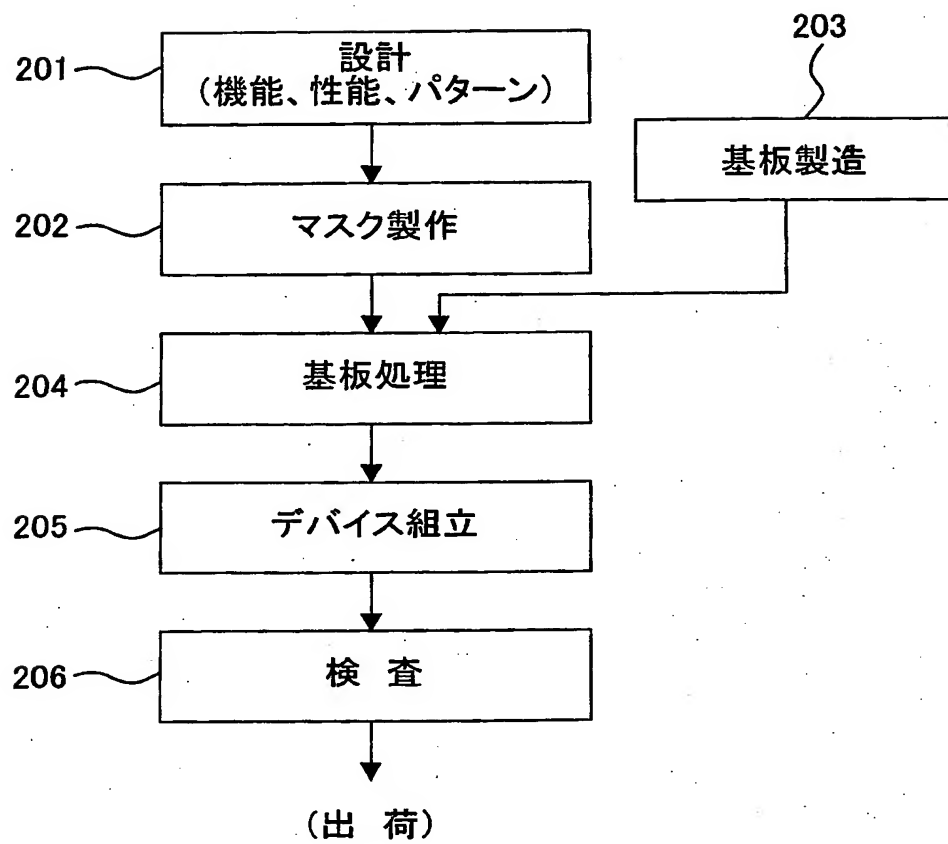 203
201
設計
(機能、性能、パターン)
基板製造
202
マスク製作
204
基板処理
205
デバイス組立
206
検 査
(出 荷)